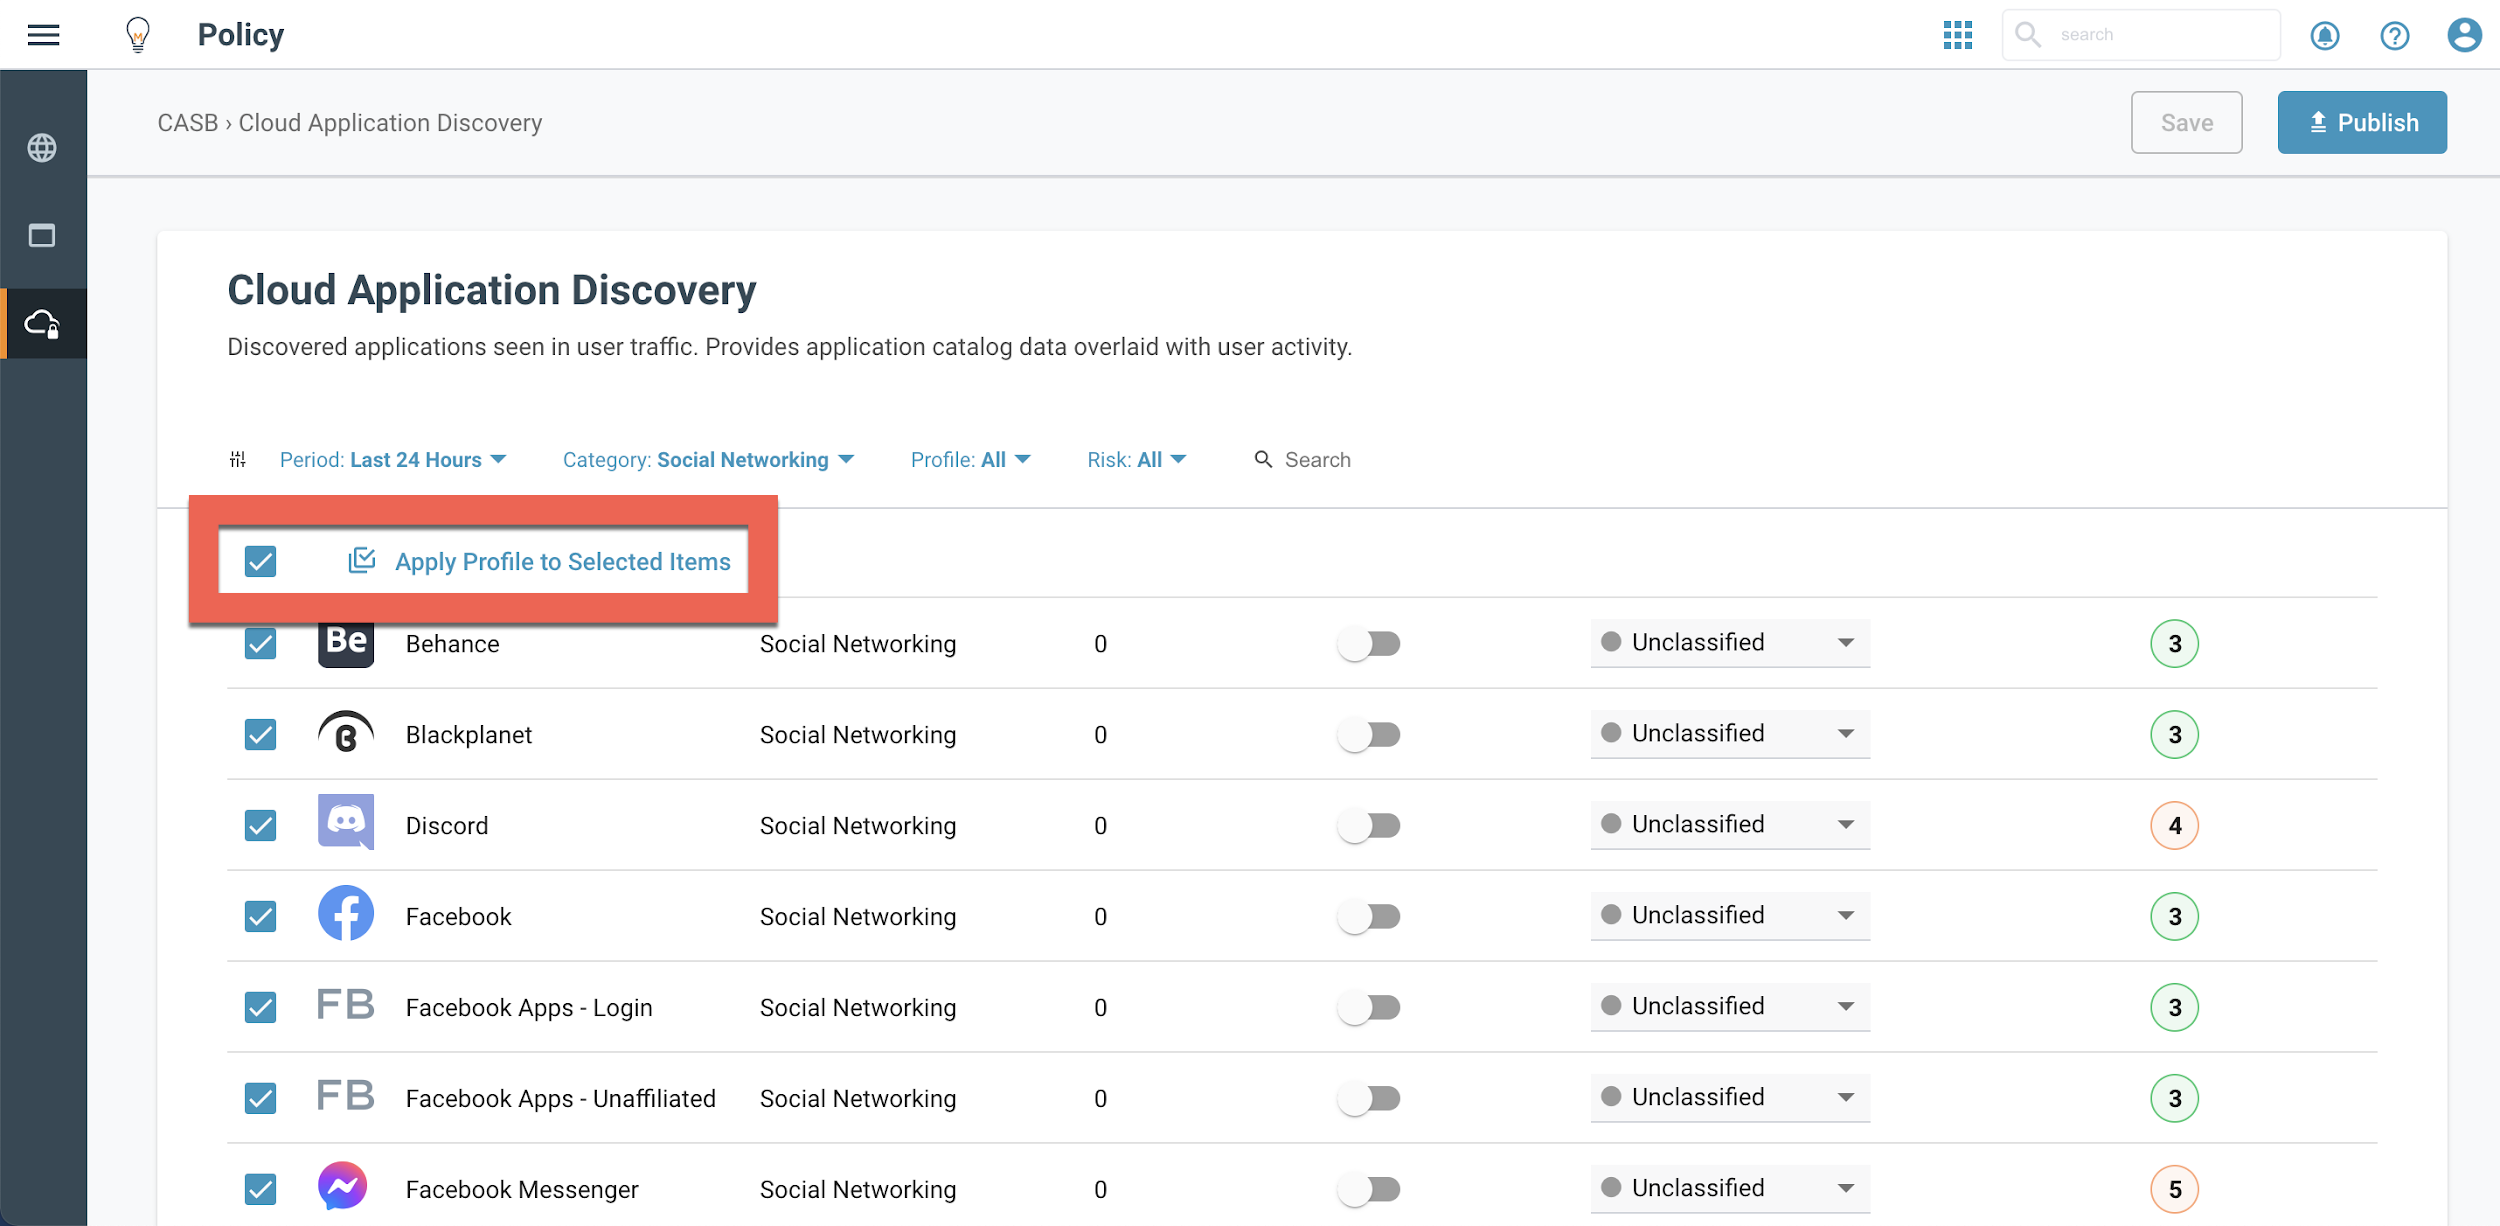 M
Policy
search
CASB › Cloud Application Discovery
Save
Publish
Cloud Application Discovery
Discovered applications seen in user traffic. Provides application catalog data overlaid with user activity.
Period: Last 24 Hours Category: Social Networking Profile: All Risk: All Search
Apply Profile to Selected Items
Be Behance Social Networking 0 Unclassified 3
B Blackplanet Social Networking 0 Unclassified 3
Discord Social Networking 0 Unclassified 4
f Facebook Social Networking 0 Unclassified 3
FB Facebook Apps - Login Social Networking 0 Unclassified 3
FB Facebook Apps - Unaffiliated Social Networking 0 Unclassified 3
Facebook Messenger Social Networking 0 Unclassified 5